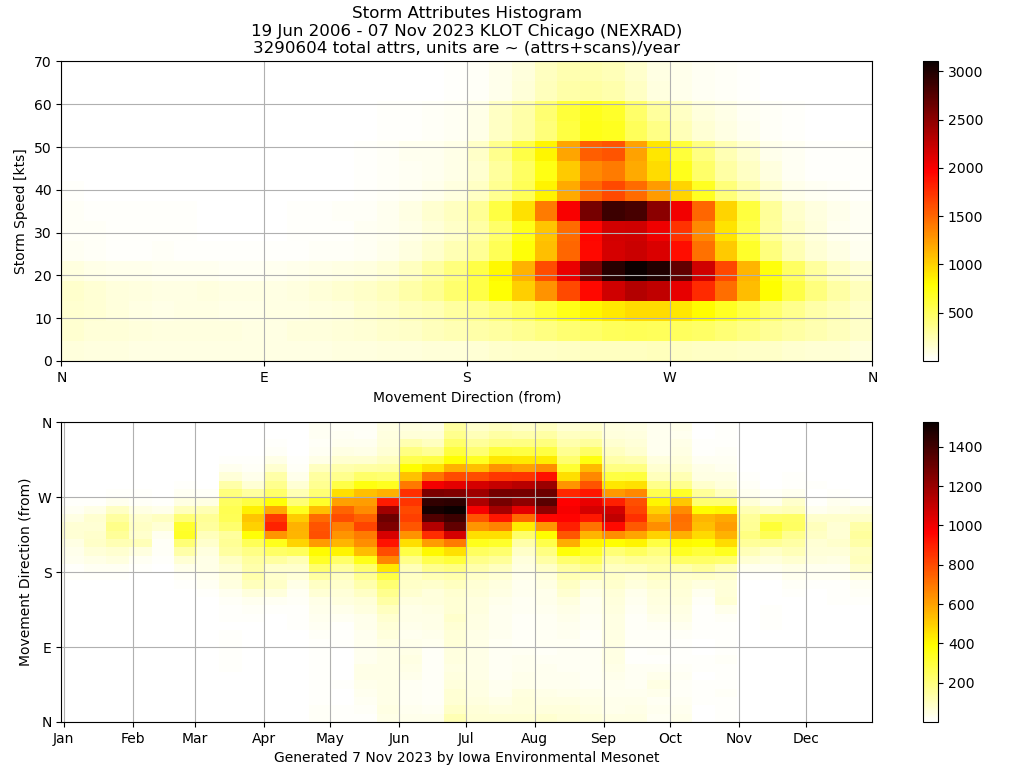 Storm Attributes Histogram
19 Jun 2006 - 07 Nov 2023 KLOT Chicago (NEXRAD)
3290604 total attrs, units are ~ (attrs+scans)/year
70
60
50
40
30
20
10
0
Storm Speed [kts]
N E S W N
Movement Direction (from)
3000
2500
2000
1500
1000
500
N
W
S
E
N
Movement Direction (from)
Jan Feb Mar Apr May Jun Jul Aug Sep Oct Nov Dec
Generated 7 Nov 2023 by Iowa Environmental Mesonet
1400
1200
1000
800
600
400
200